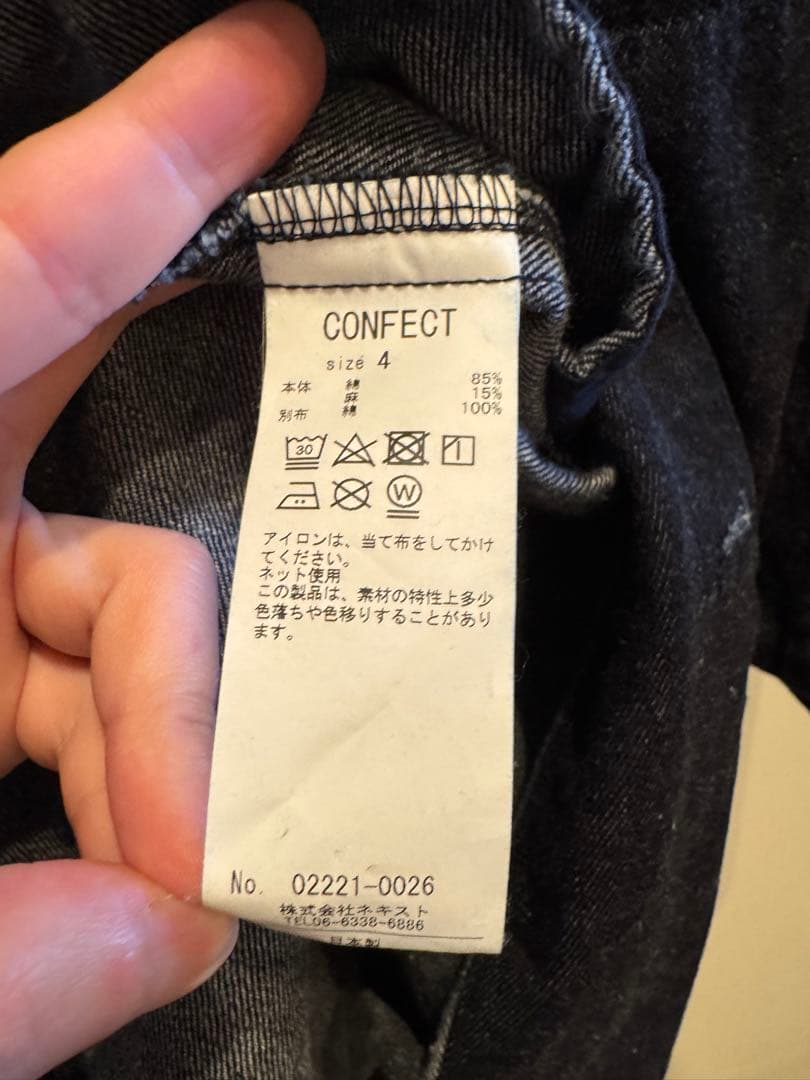 CONFECT
size 4
本体 綿 85%
麻 15%
別布 綿 100%
30
W
アイロンは、当て布をしてかけ
てください。
ネット使用
この製品は、素材の特性上多少
色落ちや色移りすることがあり
ます。
No. 02221-0026
株式会社ネキスト
TEL06-6338-6886
日本製